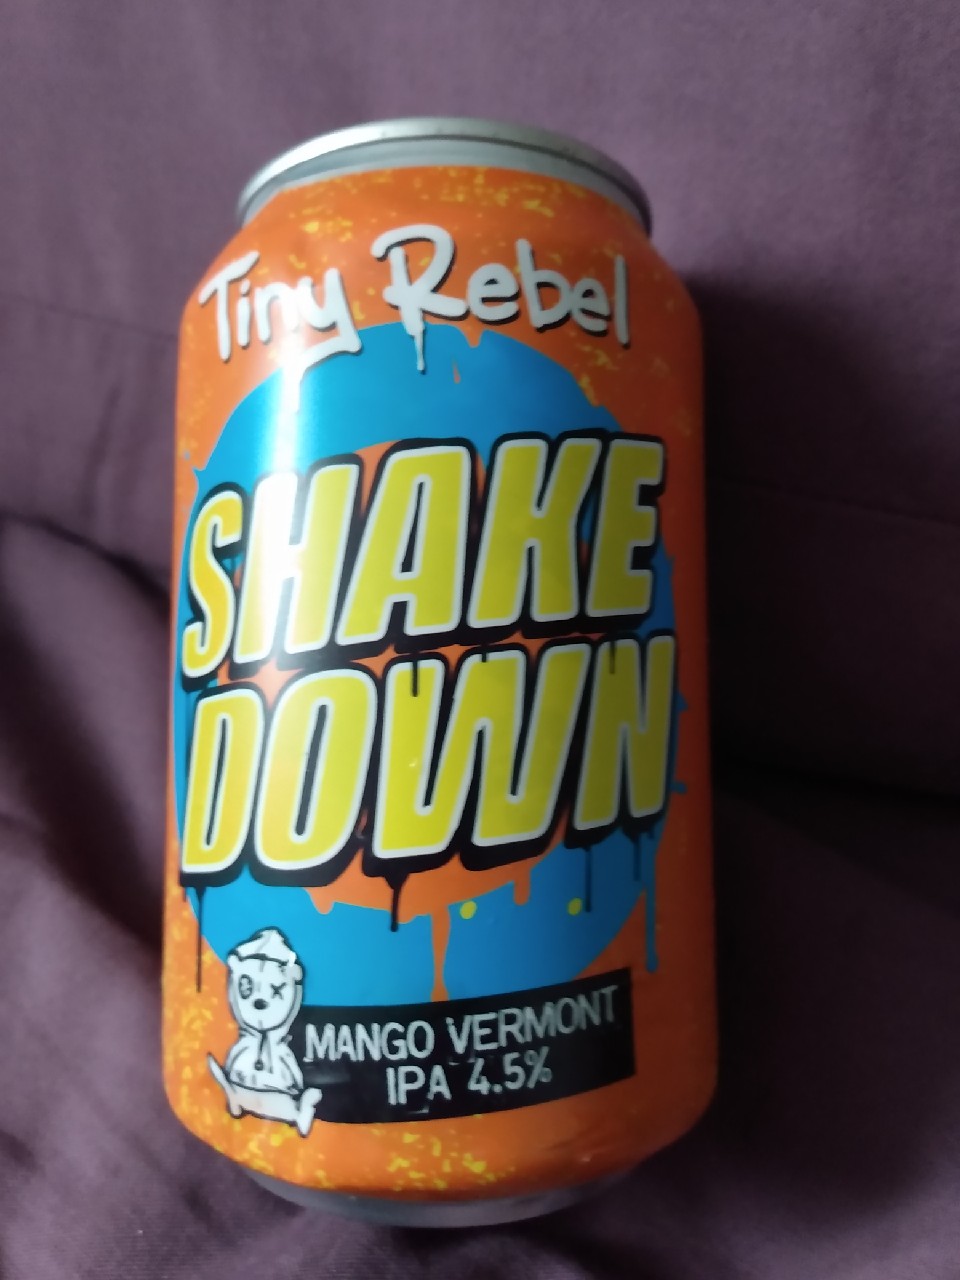 Tiny Rebel
SHAKE
DOWN
MANGO VERMONT
IPA 4.5%